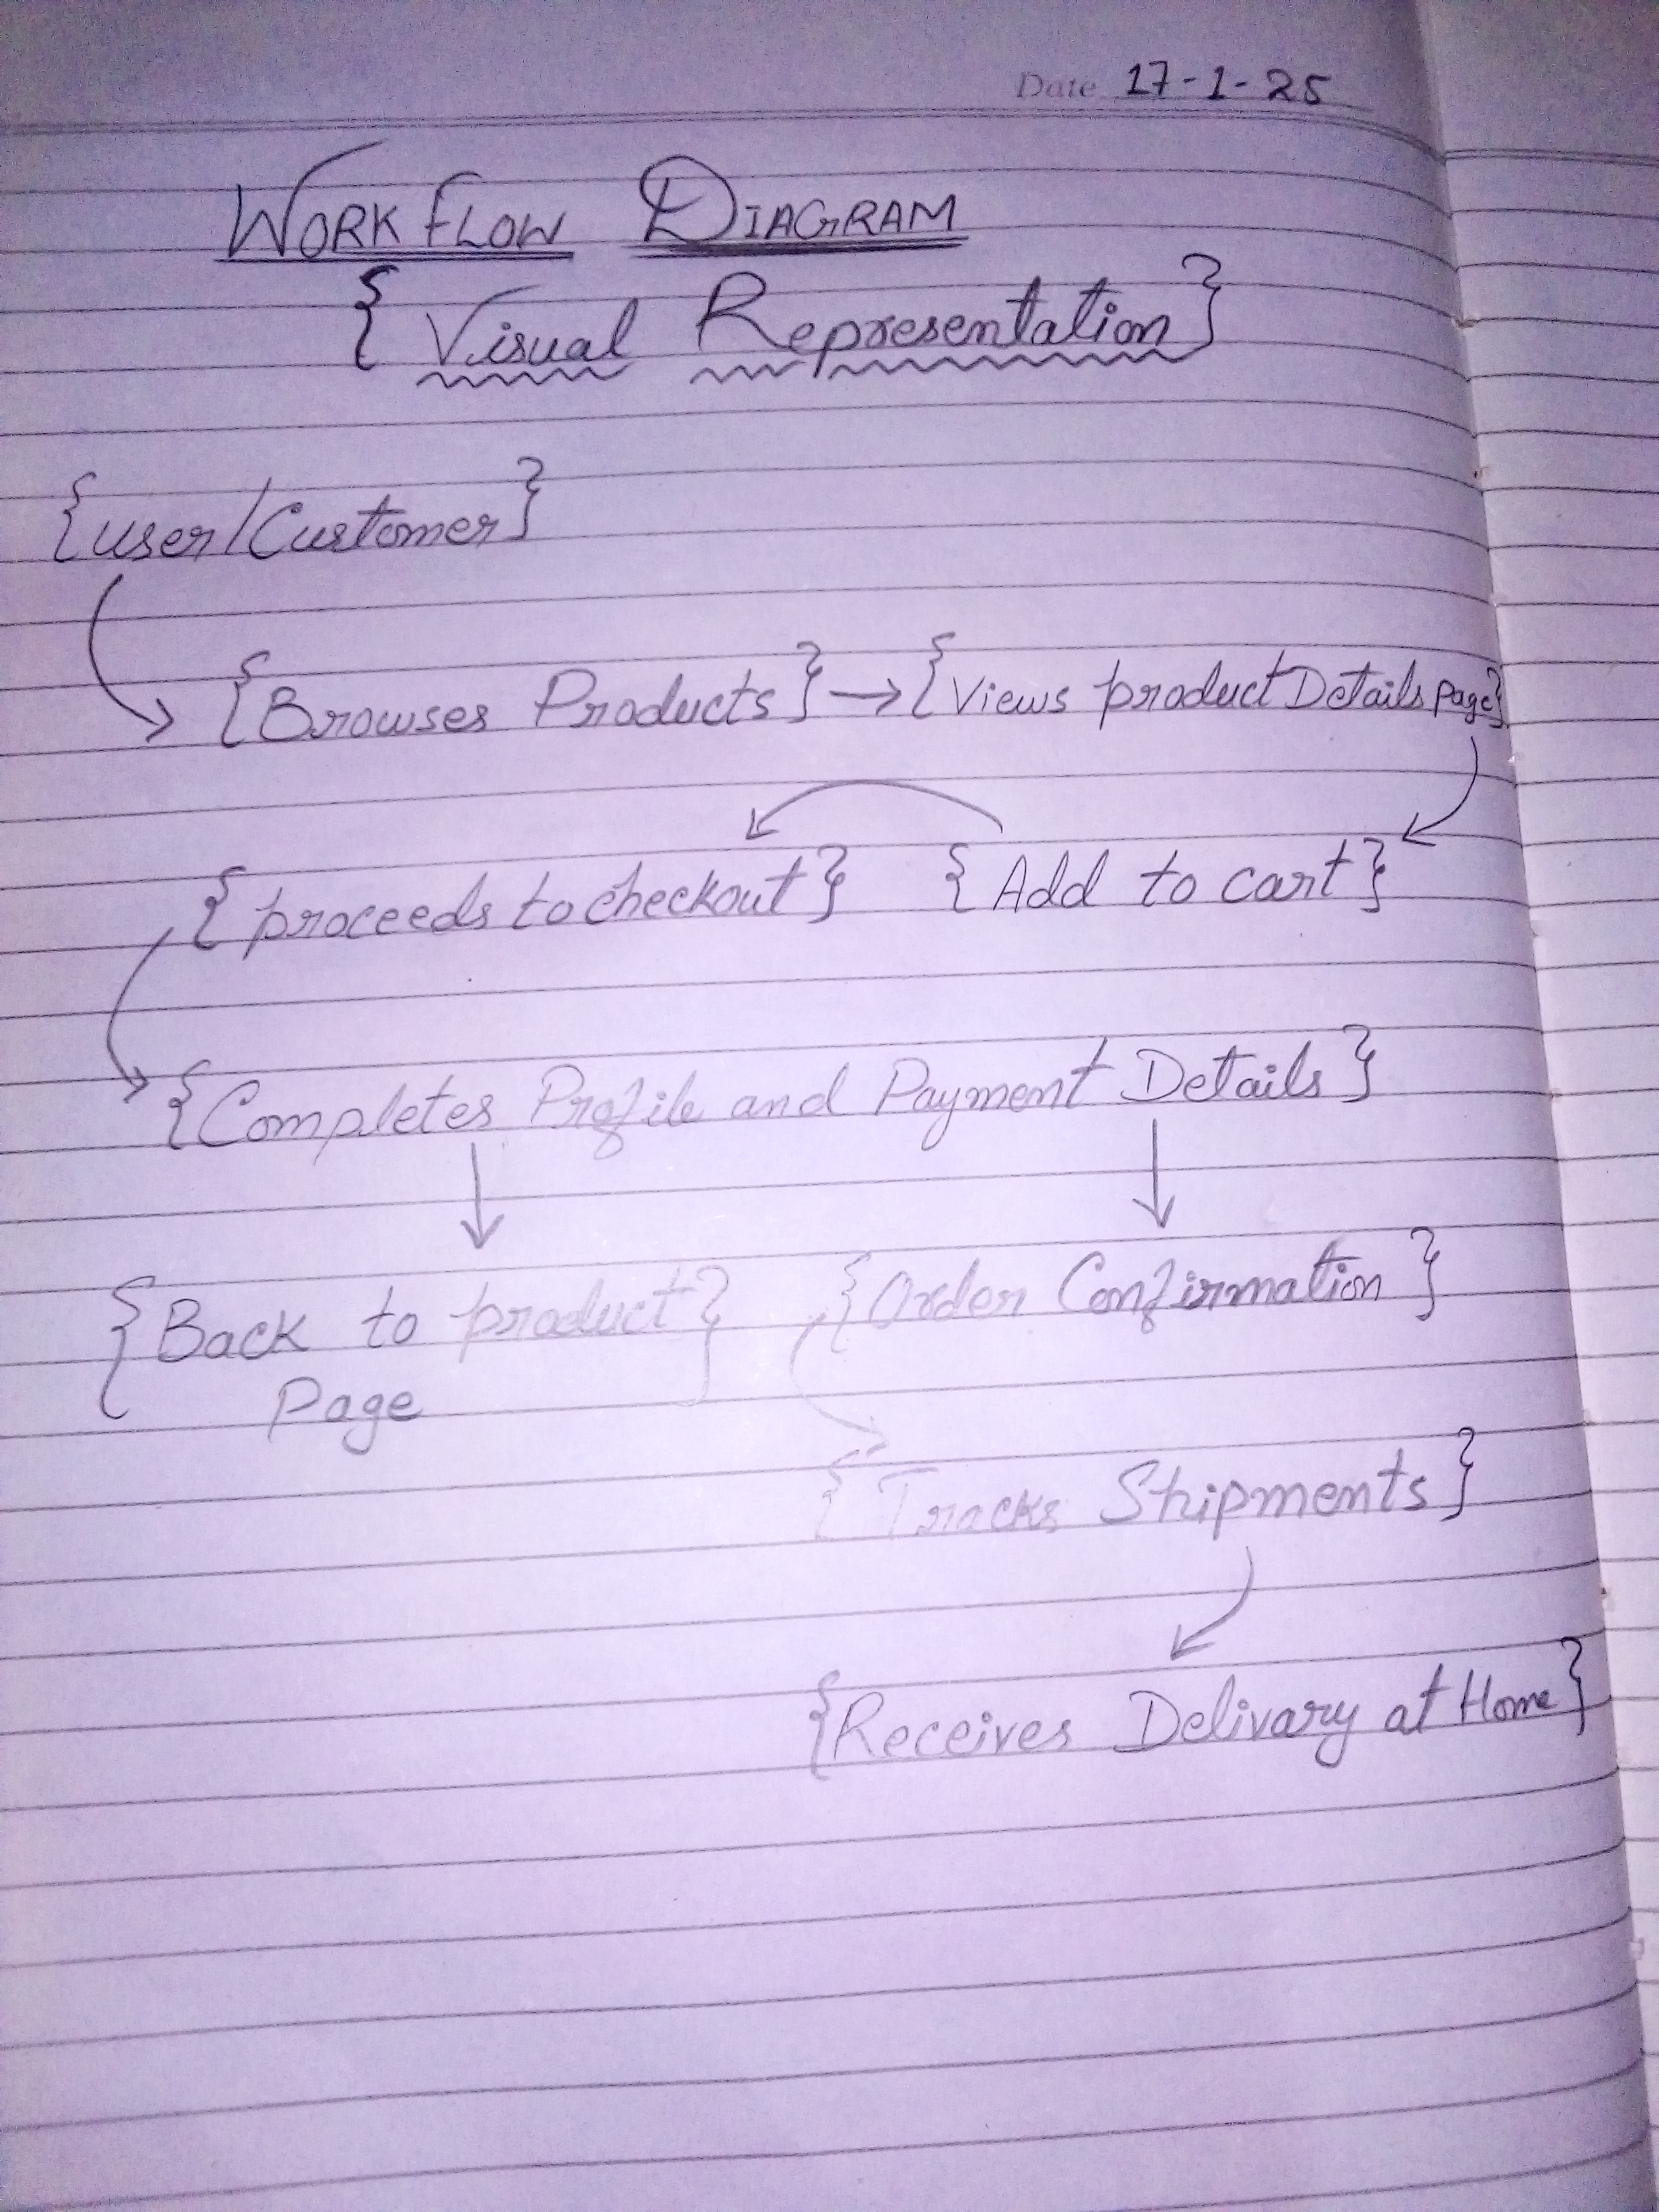 Date 17-1-25
WORK FLOW DIAGRAM
{ Visual Representation }
{user/Customer}
{Browses Products} → {Views product Details page}
{proceeds to checkout} {Add to cart}
{Completes Profile and Payment Details}
{Back to product} {Order Confirmation}
Page
{Tracks Shipments}
{Receives Delivary at Home}